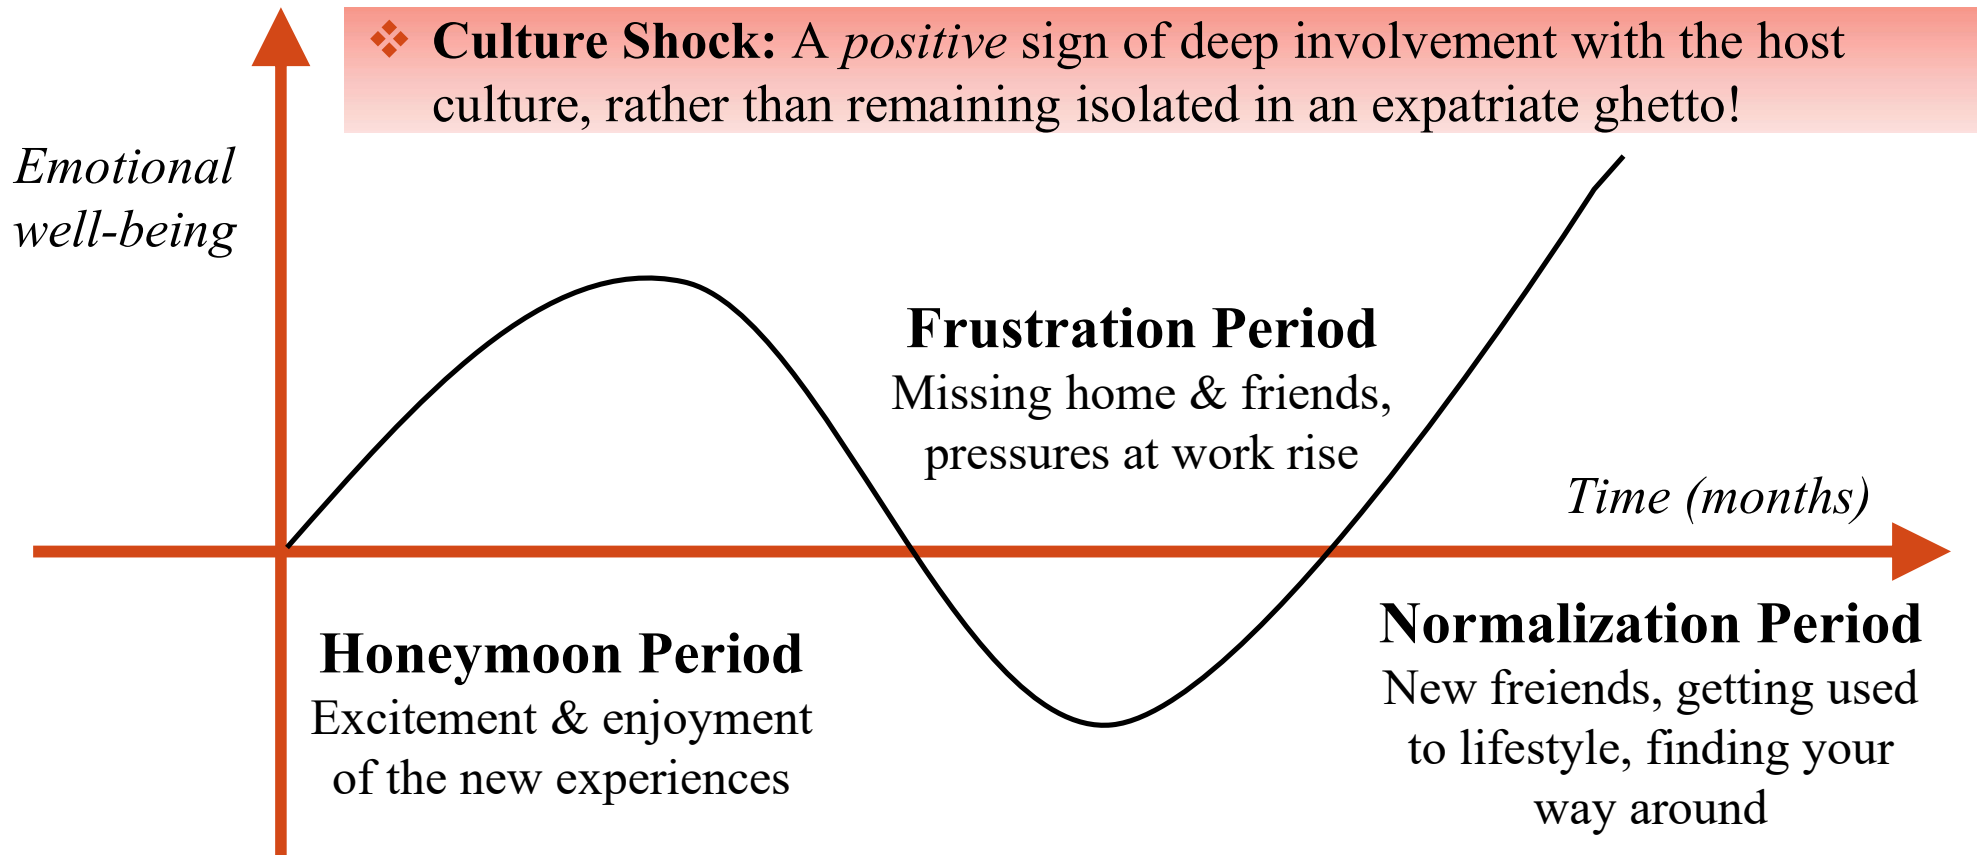 Culture Shock: A positive sign of deep involvement with the host
culture, rather than remaining isolated in an expatriate ghetto!
Emotional
well-being
Frustration Period
Missing home & friends,
pressures at work rise
Time (months)
Honeymoon Period
Excitement & enjoyment
of the new experiences
Normalization Period
New freiends, getting used
to lifestyle, finding your
way around